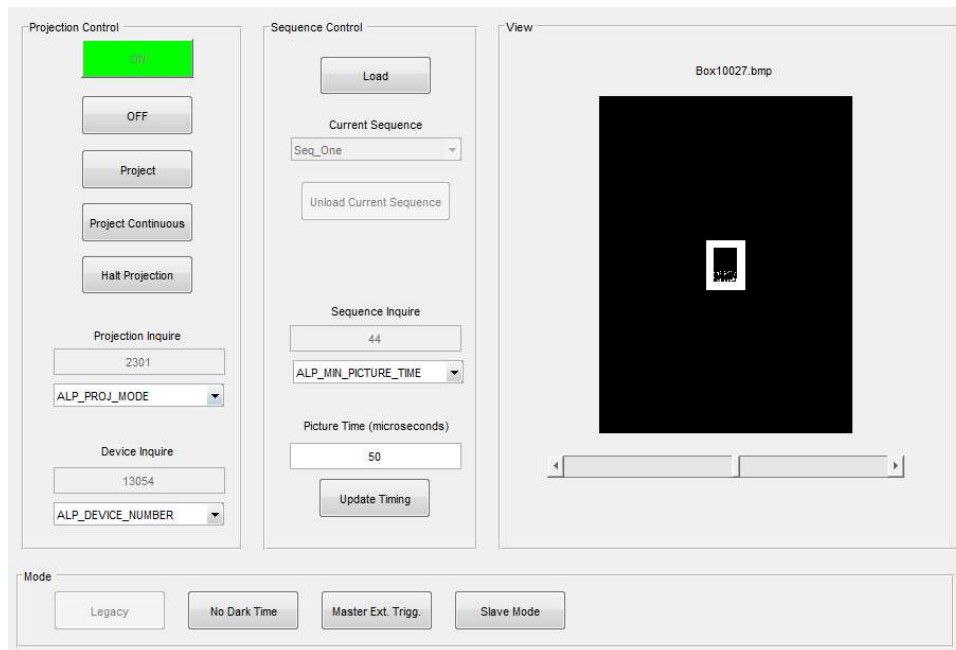 Projection Control
ON
OFF
Project
Project Continuous
Halt Projection
Projection Inquire
2301
ALP_PROJ_MODE
Device Inquire
13054
ALP_DEVICE_NUMBER
Sequence Control
Load
Current Sequence
Seq_One
Unload Current Sequence
Sequence Inquire
44
ALP_MIN_PICTURE_TIME
Picture Time (microseconds)
50
Update Timing
View
Box10027.bmp
Mode
Legacy
No Dark Time
Master Ext. Trigg.
Slave Mode